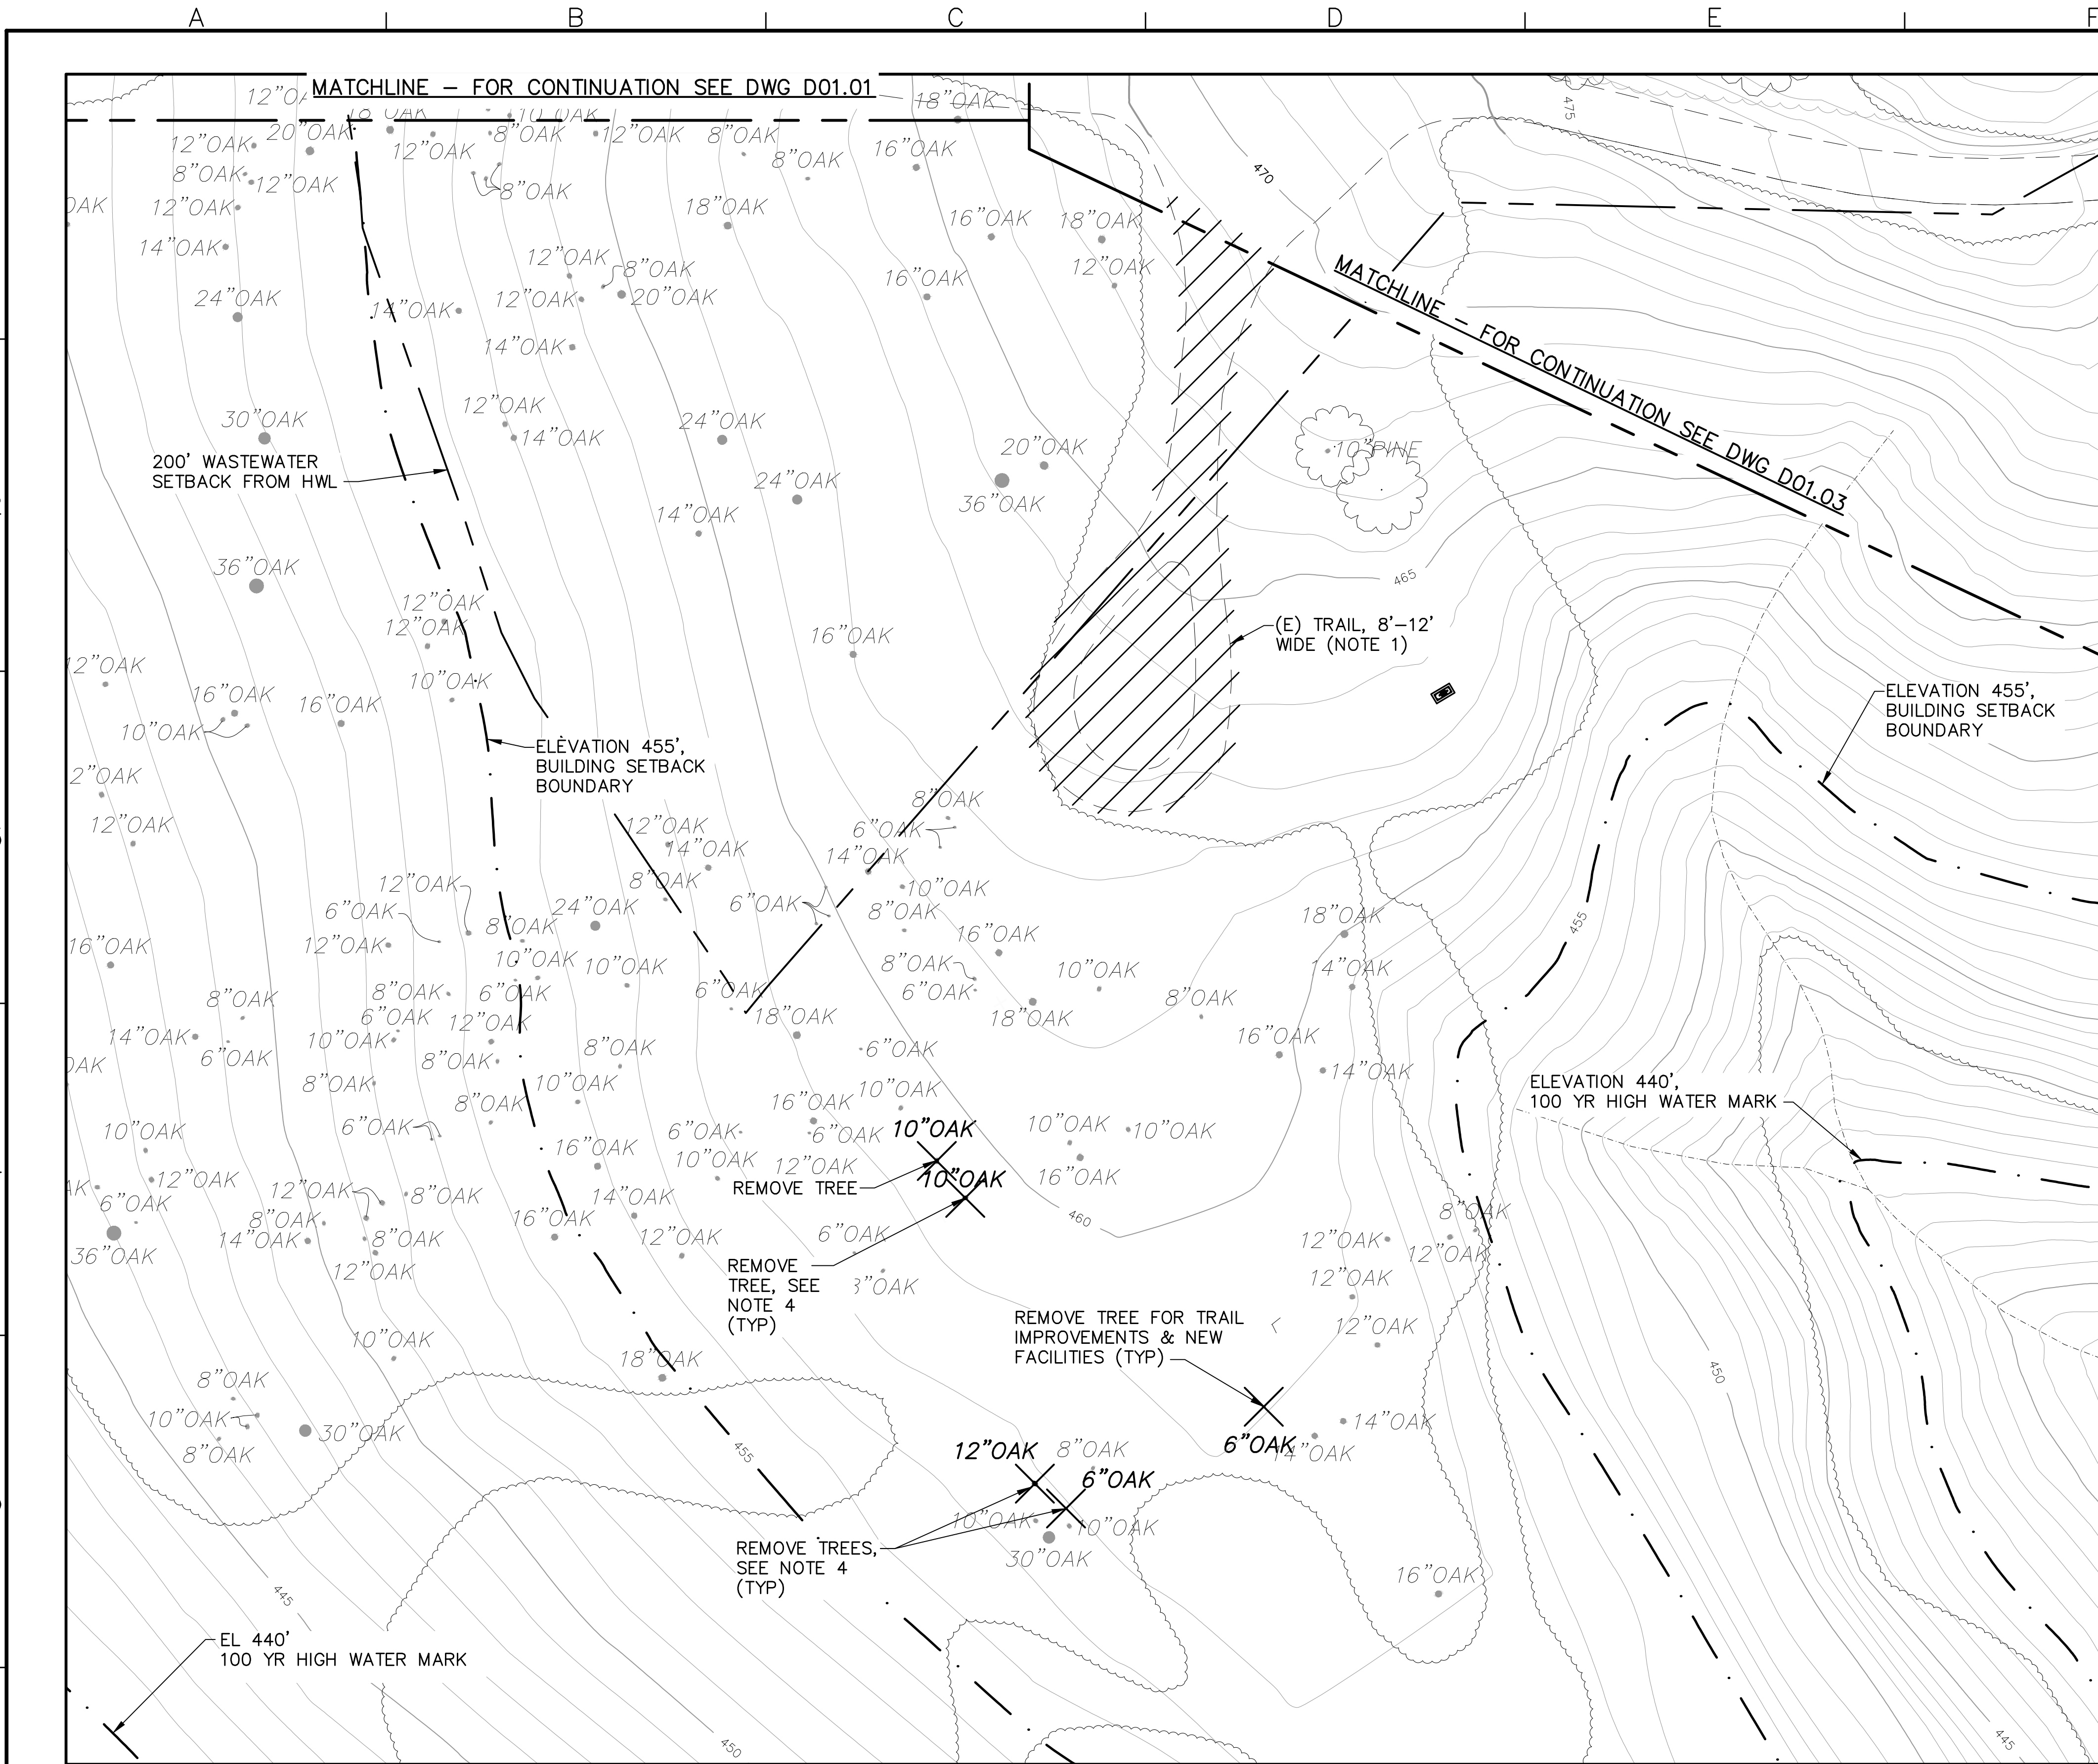 A B C D E F
MATCHLINE – FOR CONTINUATION SEE DWG D01.01
18"OAK
20"OAK
8"OAK
12"OAK
8"OAK
12"OAK
12"OAK
16"OAK
8"OAK
475
8"OAK
12"OAK
8"OAK
470
12"OAK
18"OAK
16"OAK
18"OAK
14"OAK
12"OAK
8"OAK
12"OAK
24"OAK
12"OAK
20"OAK
16"OAK
14"OAK
14"OAK
MATCHLINE – FOR CONTINUATION SEE DWG D01.03
30"OAK
12"OAK
14"OAK
24"OAK
20"OAK
10"PINE
200' WASTEWATER
SETBACK FROM HWL
24"OAK
36"OAK
14"OAK
36"OAK
465
12"OAK
12"OAK
16"OAK
(E) TRAIL, 8'–12'
WIDE (NOTE 1)
12"OAK
10"OAK
16"OAK
16"OAK
10"OAK
ELEVATION 455',
BUILDING SETBACK
BOUNDARY
ELEVATION 455',
BUILDING SETBACK
BOUNDARY
12"OAK
8"OAK
12"OAK
6"OAK
14"OAK
14"OAK
12"OAK
8"OAK
10"OAK
6"OAK
24"OAK
6"OAK
8"OAK
18"OAK
455
16"OAK
12"OAK
8"OAK
16"OAK
10"OAK
10"OAK
8"OAK
10"OAK
14"OAK
8"OAK
8"OAK
6"OAK
6"OAK
6"OAK
8"OAK
6"OAK
12"OAK
18"OAK
18"OAK
14"OAK
10"OAK
16"OAK
6"OAK
8"OAK
8"OAK
6"OAK
14"OAK
8"OAK
10"OAK
10"OAK
ELEVATION 440',
100 YR HIGH WATER MARK
8"OAK
16"OAK
6"OAK
10"OAK
6"OAK
6"OAK
10"OAK
10"OAK
10"OAK
16"OAK
10"OAK
12"OAK
12"OAK
10"OAK
16"OAK
REMOVE TREE
12"OAK
8"OAK
6"OAK
14"OAK
8"OAK
16"OAK
460
8"OAK
14"OAK
8"OAK
12"OAK
6"OAK
12"OAK
12"OAK
36"OAK
12"OAK
REMOVE
TREE, SEE
NOTE 4
(TYP)
12"OAK
REMOVE TREE FOR TRAIL
IMPROVEMENTS & NEW
FACILITIES (TYP)
12"OAK
10"OAK
18"OAK
450
8"OAK
10"OAK
30"OAK
14"OAK
8"OAK
455
12"OAK
8"OAK
6"OAK
14"OAK
6"OAK
10"OAK
10"OAK
30"OAK
REMOVE TREES,
SEE NOTE 4
(TYP)
16"OAK
445
EL 440'
100 YR HIGH WATER MARK
450
445